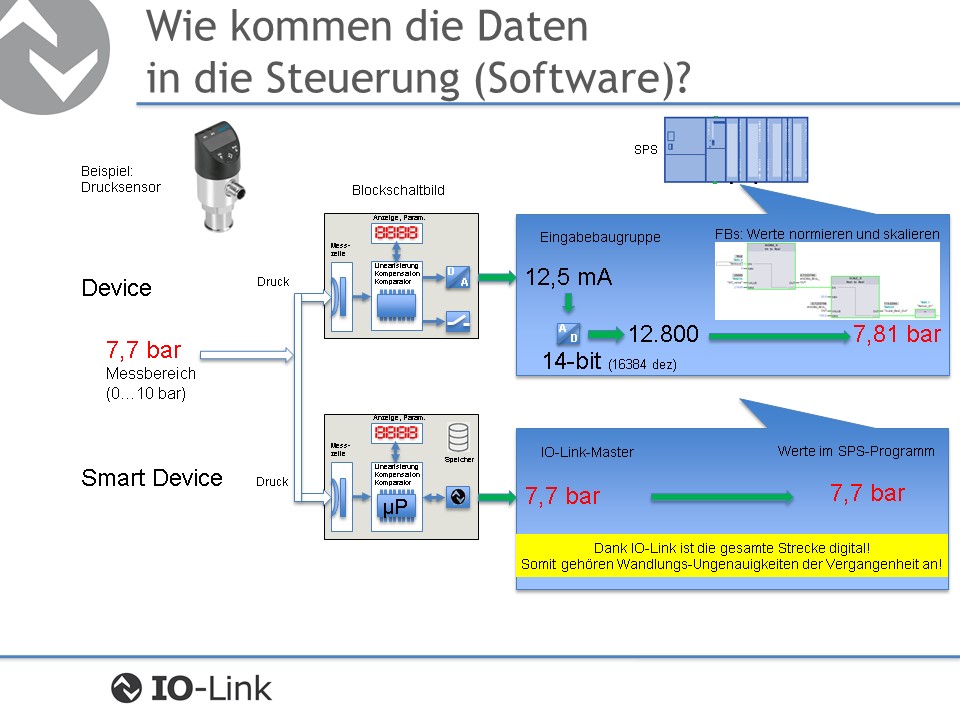 Wie kommen die Daten
in die Steuerung (Software)?
Beispiel:
Drucksensor
Blockschaltbild
SPS
Anzeige, Param.
8888
Mess-
zelle
Linearisierung
Kompensation
Komparator
D
A
Device
Druck
7,7 bar
Messbereich
(0...10 bar)
Eingabebaugruppe
FBs: Werte normieren und skalieren
12,5 mA
A
D
12.800
7,81 bar
14-bit (16384 dez)
Anzeige, Param.
8888
Mess-
zelle
Speicher
Linearisierung
Kompensation
Komparator
µP
Smart Device
Druck
IO-Link-Master
Werte im SPS-Programm
7,7 bar
7,7 bar
Dank IO-Link ist die gesamte Strecke digital!
Somit gehören Wandlungs-Ungenauigkeiten der Vergangenheit an!
IO-Link